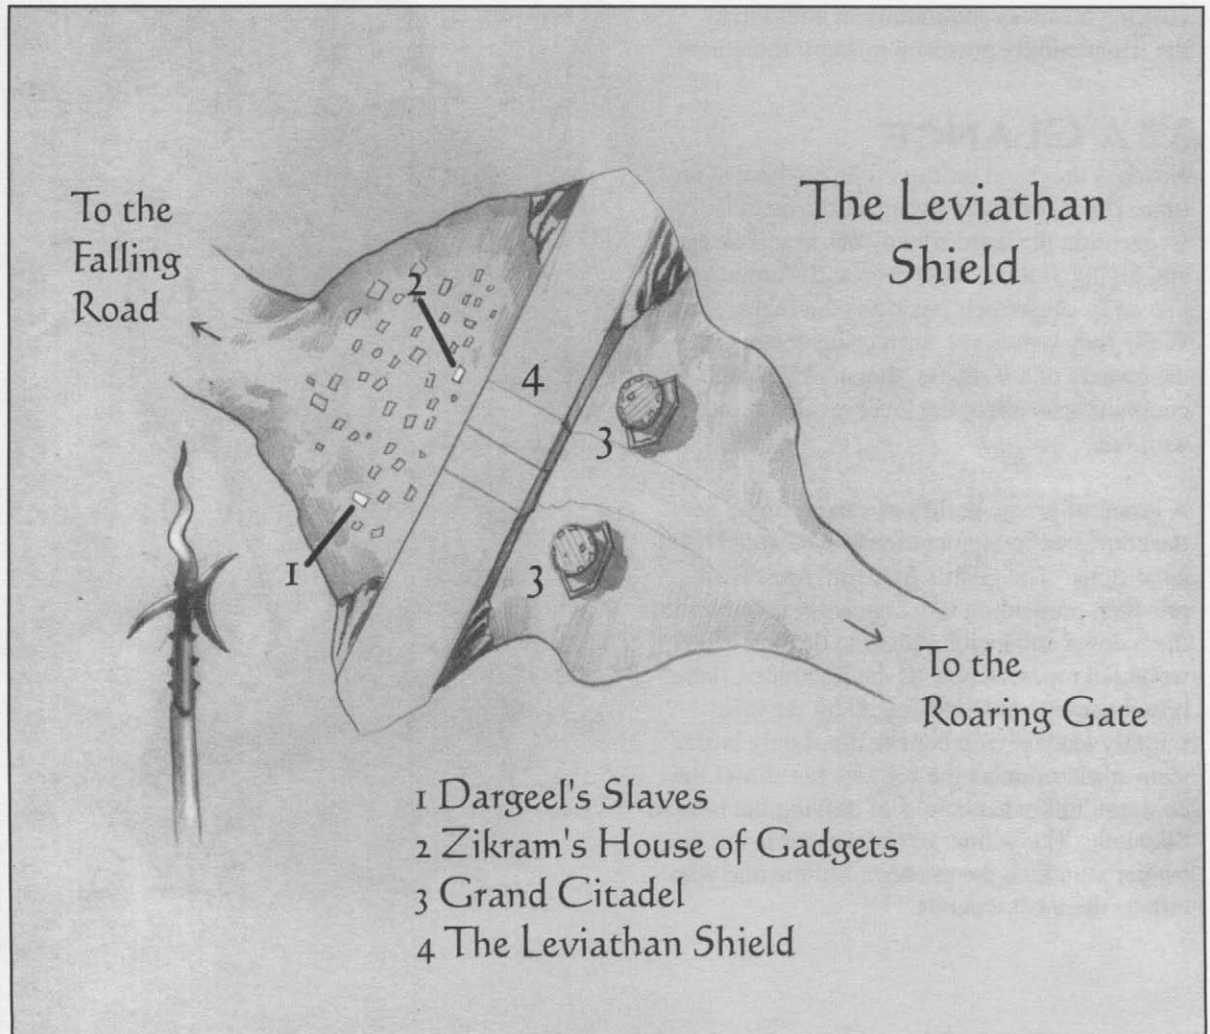 The Leviathan
Shield
To the
Falling
Road
2
4
3
3
1
To the
Roaring Gate
1 Dargeel's Slaves
2 Zikram's House of Gadgets
3 Grand Citadel
4 The Leviathan Shield